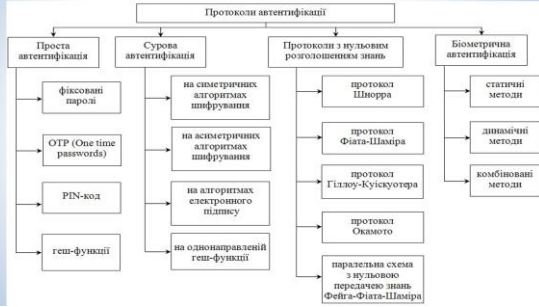 Протоколи автентифікації
Проста
автентифікація
фіксовані
паролі
OTP (One time
passwords)
PIN-код
геш-функції
Сурова
автентифікація
на симетричних
алгоритмах
шифрування
на асиметричних
алгоритмах
шифрування
на алгоритмах
електронного
підпису
на однонаправленій
геш-функції
Протоколи з нульовим
розголошенням знань
протокол
Шнорра
протокол
Фіата-Шаміра
протокол
Гіллоу-Куіскуотера
протокол
Окамото
паралельна схема
з нульовою
передачею знань
Фейга-Фіата-Шаміра
Біометрична
автентифікація
статичні
методи
динамічні
методи
комбіновані
методи